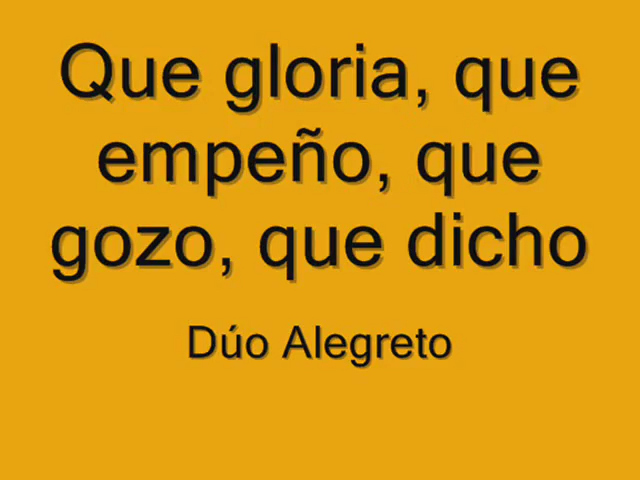 Que gloria, que
empeño, que
gozo, que dicho
Dúo Alegreto